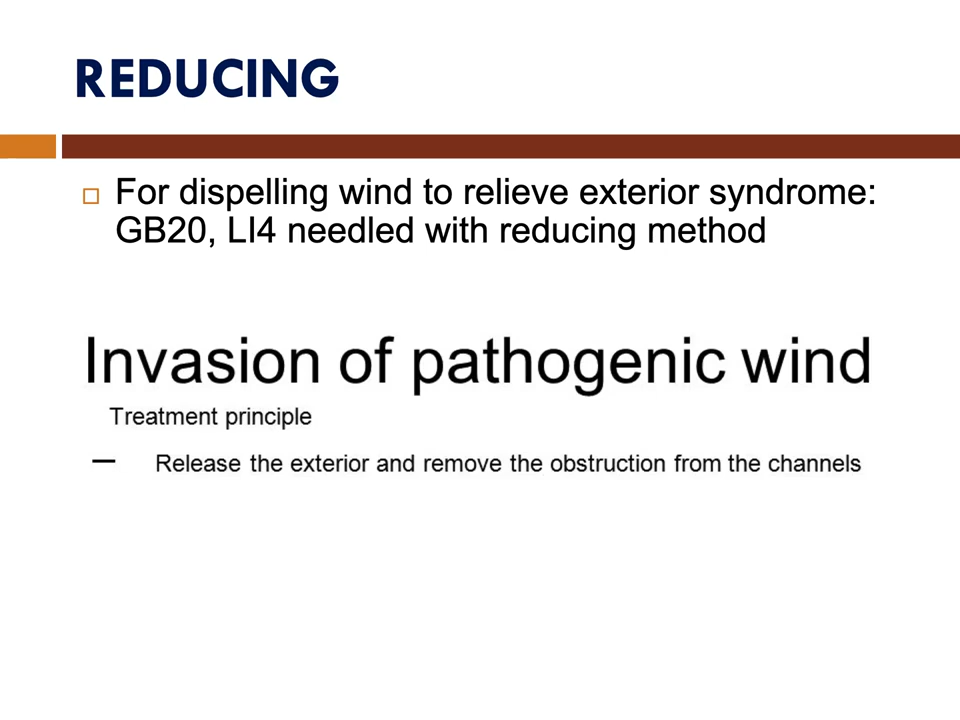 REDUCING
For dispelling wind to relieve exterior syndrome:
GB20, LI4 needled with reducing method
Invasion of pathogenic wind
Treatment principle
– Release the exterior and remove the obstruction from the channels